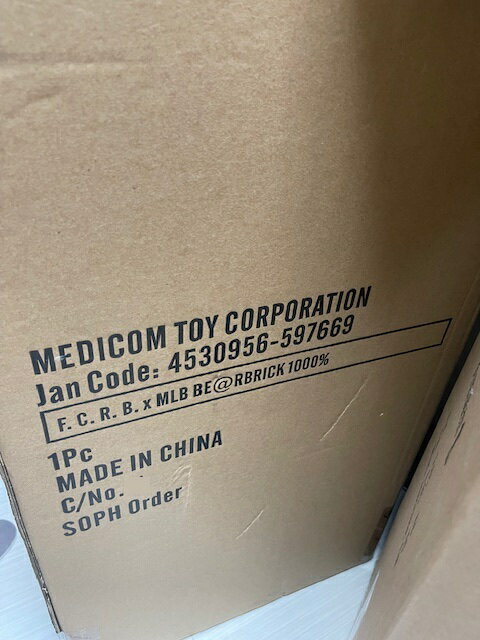 MEDICOM TOY CORPORATION
Jan Code: 4530956-597669
F. C. R. B. x MLB BE@RBRICK 1000%
1Pc
MADE IN CHINA
C/No.
SOPH Order